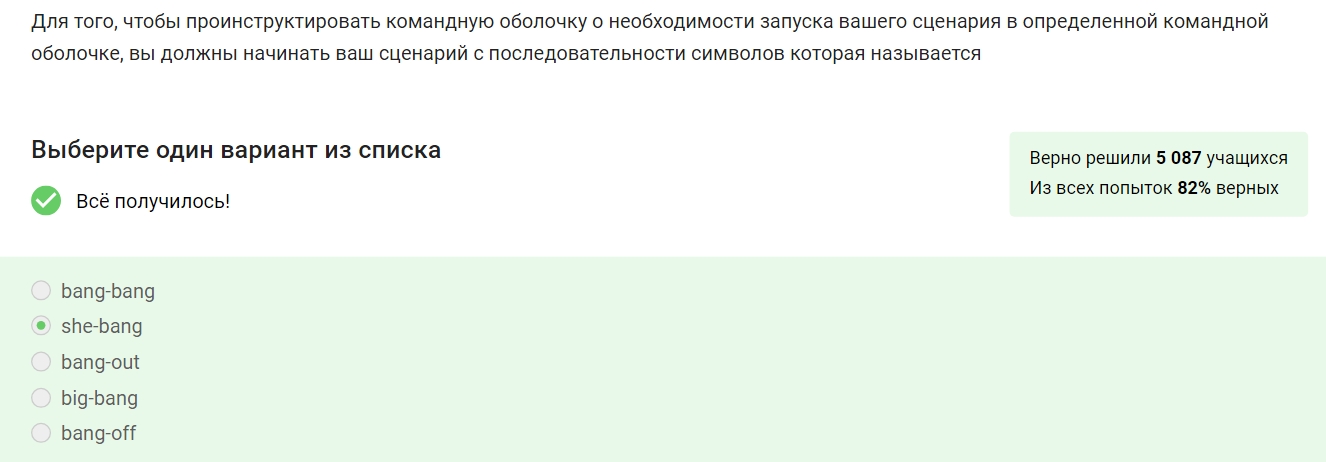 Для того, чтобы проинструктировать командную оболочку о необходимости запуска вашего сценария в определенной командной
оболочке, вы должны начинать ваш сценарий с последовательности символов которая называется
Выберите один вариант из списка
Всё получилось!
Верно решили 5 087 учащихся
Из всех попыток 82% верных
bang-bang
she-bang
bang-out
big-bang
bang-off